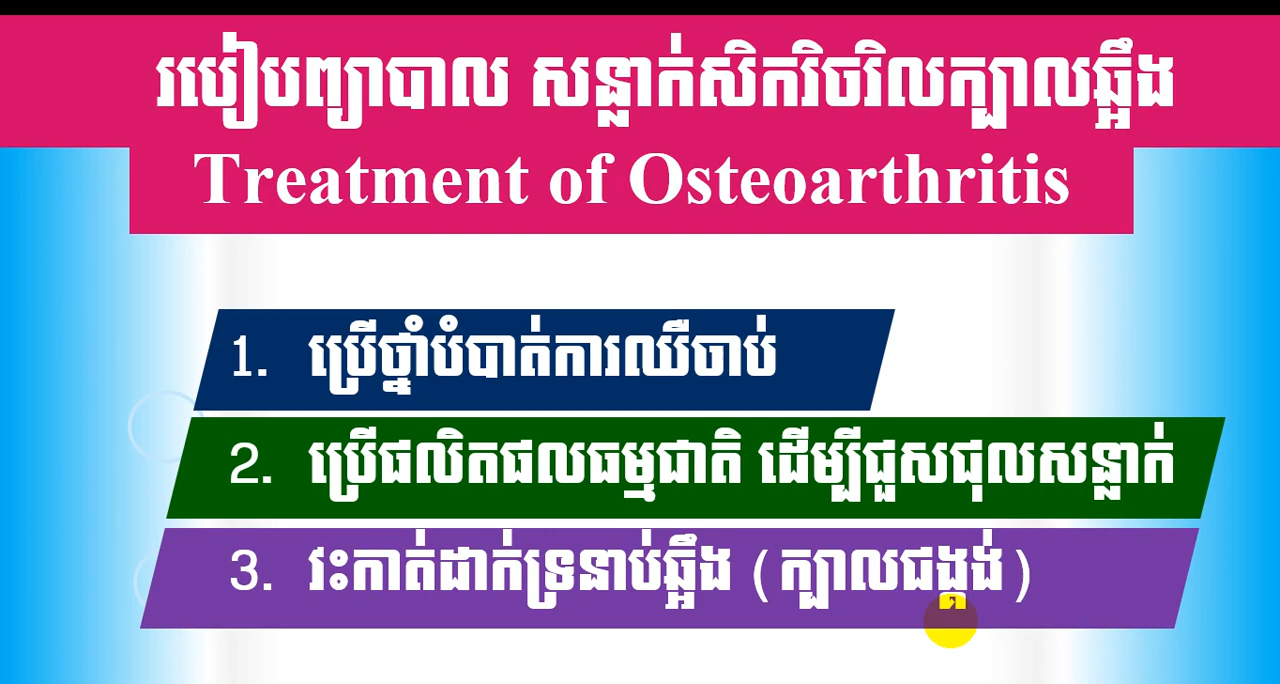 របៀបព្យាបាល សន្លាក់សិករិចរិលក្បាលឆ្អឹង
Treatment of Osteoarthritis
1. ប្រើថ្នាំបំបាត់ការឈឺចាប់
2. ប្រើផលិតផលធម្មជាតិ ដើម្បីជួសជុលសន្លាក់
3. វះកាត់ដាក់ទ្រនាប់ឆ្អឹង (ក្បាលជង្គង់)